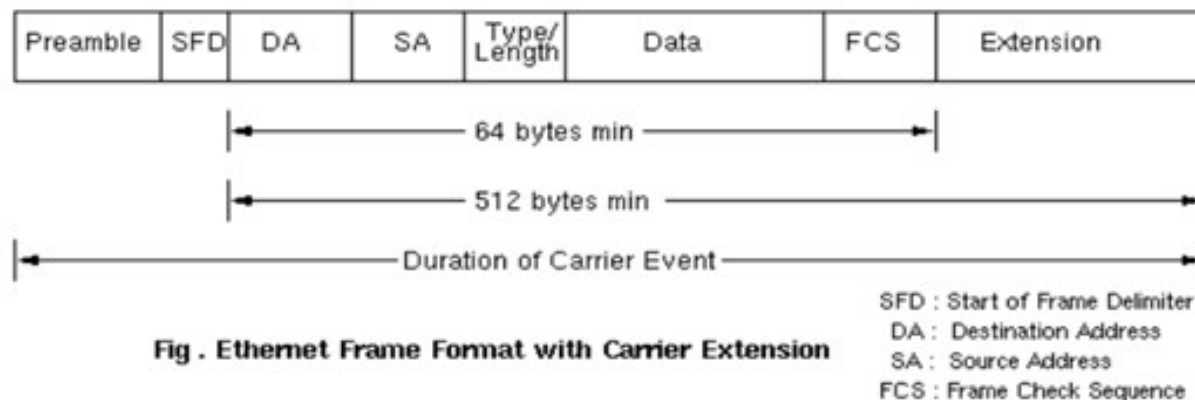 Preamble SFD DA SA Type/ Length Data FCS Extension
64 bytes min
512 bytes min
Duration of Carrier Event
SFD : Start of Frame Delimiter
DA : Destination Address
SA : Source Address
FCS : Frame Check Sequence
Fig . Ethernet Frame Format with Carrier Extension